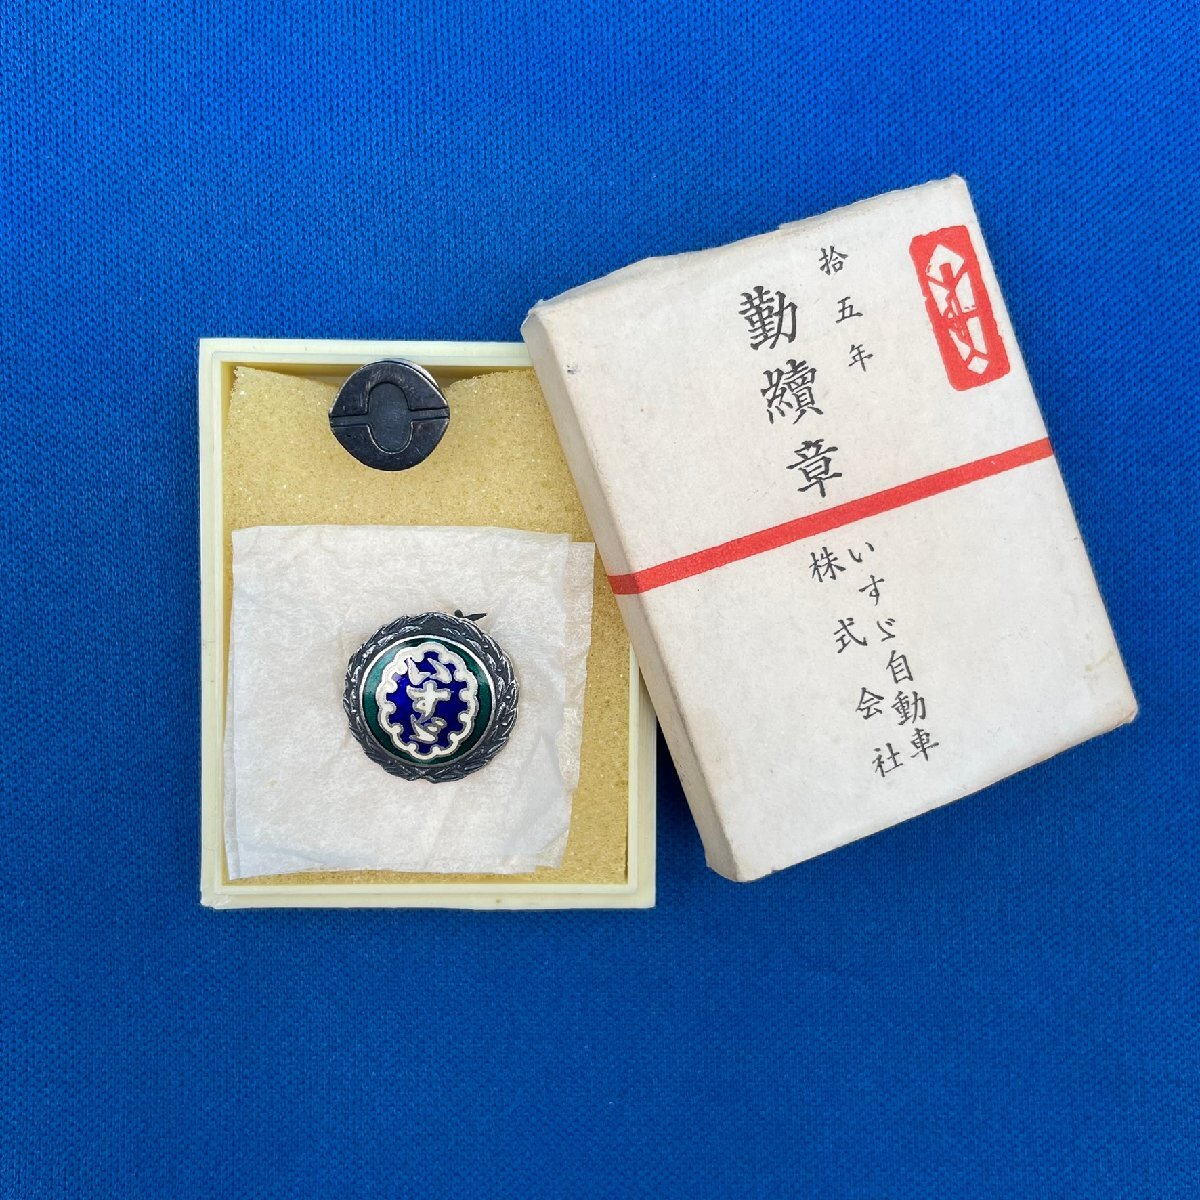 拾五年
勤續章
いすゞ自動車
株式会社
いすゞ